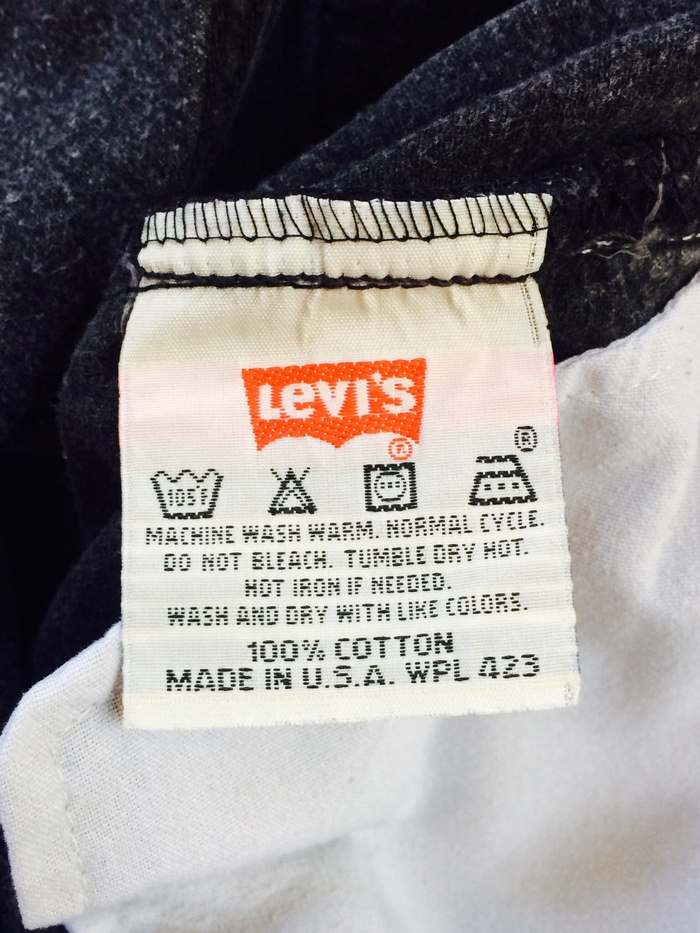 Levi's
®
®
105°F
MACHINE WASH WARM. NORMAL CYCLE.
DO NOT BLEACH. TUMBLE DRY HOT.
HOT IRON IF NEEDED.
WASH AND DRY WITH LIKE COLORS.
100% COTTON
MADE IN U.S.A. WPL 423